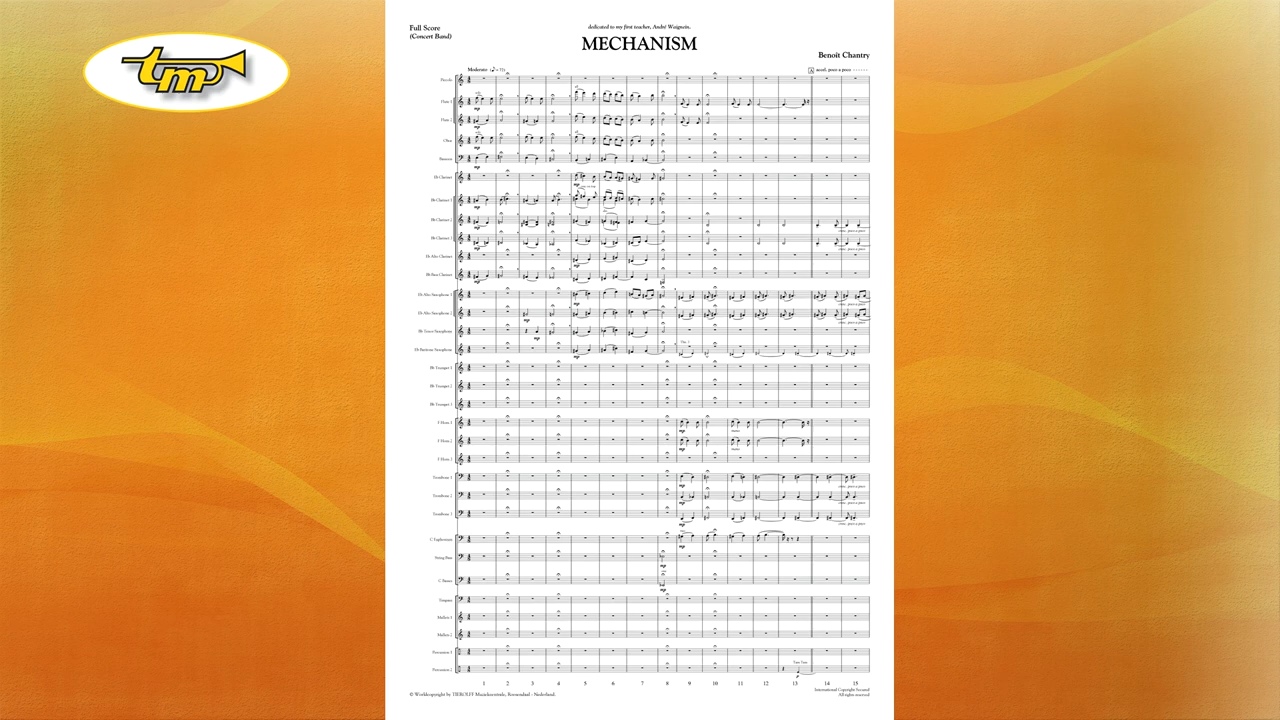 tm
Full Score
(Concert Band)
dedicated to my first teacher, André Waignein.
MECHANISM
Benoît Chantry
Moderato
A accel. poco a poco
Piccolo
Flute 1
Flute 2
Oboe
Bassoon
Eb Clarinet
Bb Clarinet 1
Bb Clarinet 2
Bb Clarinet 3
Eb Alto Clarinet
Bb Bass Clarinet
Eb Alto Saxophone 1
Eb Alto Saxophone 2
Bb Tenor Saxophone
Eb Baritone Saxophone
Bb Trumpet 1
Bb Trumpet 2
Bb Trumpet 3
F Horn 1
F Horn 2
F Horn 3
Trombone 1
Trombone 2
Trombone 3
C Euphonium
String Bass
C Basses
Timpani
Mallets 1
Mallets 2
Percussion 1
Percussion 2
Tam Tam
1 2 3 4 5 6 7 8 9 10 11 12 13 14 15
© Worldcopyright by TIEROLFF Muziekcentrale, Roosendaal - Nederland.
International Copyright Secured
All rights reserved